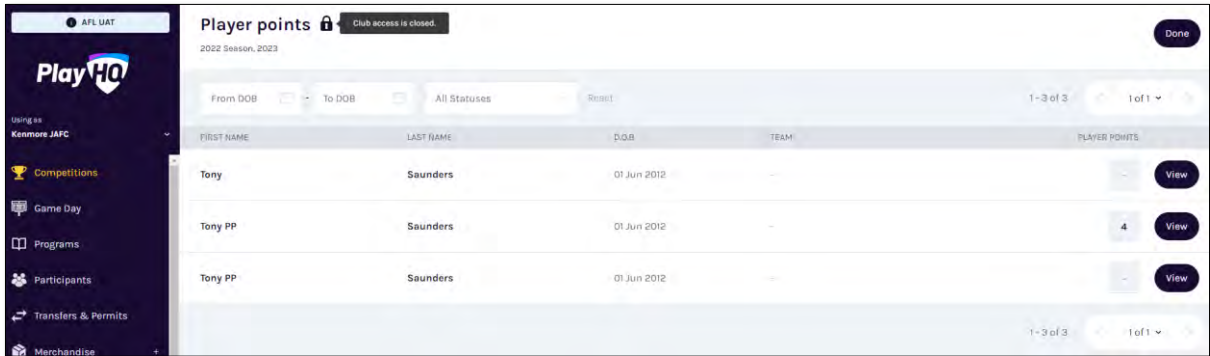 AFL UAT
PlayHQ
Using as
Kenmore JAFC
Competitions
Game Day
Programs
Participants
Transfers & Permits
Merchandise +
Player points Club access is closed.
2022 Season, 2023
Done
From DOB - To DOB All Statuses Reset 1-3 of 3 1 of 1
FIRST NAME LAST NAME D.O.B TEAM PLAYER POINTS
Tony Saunders 01 Jun 2012 - - View
Tony PP Saunders 01 Jun 2012 - 4 View
Tony PP Saunders 01 Jun 2012 - - View
1-3 of 3 1 of 1